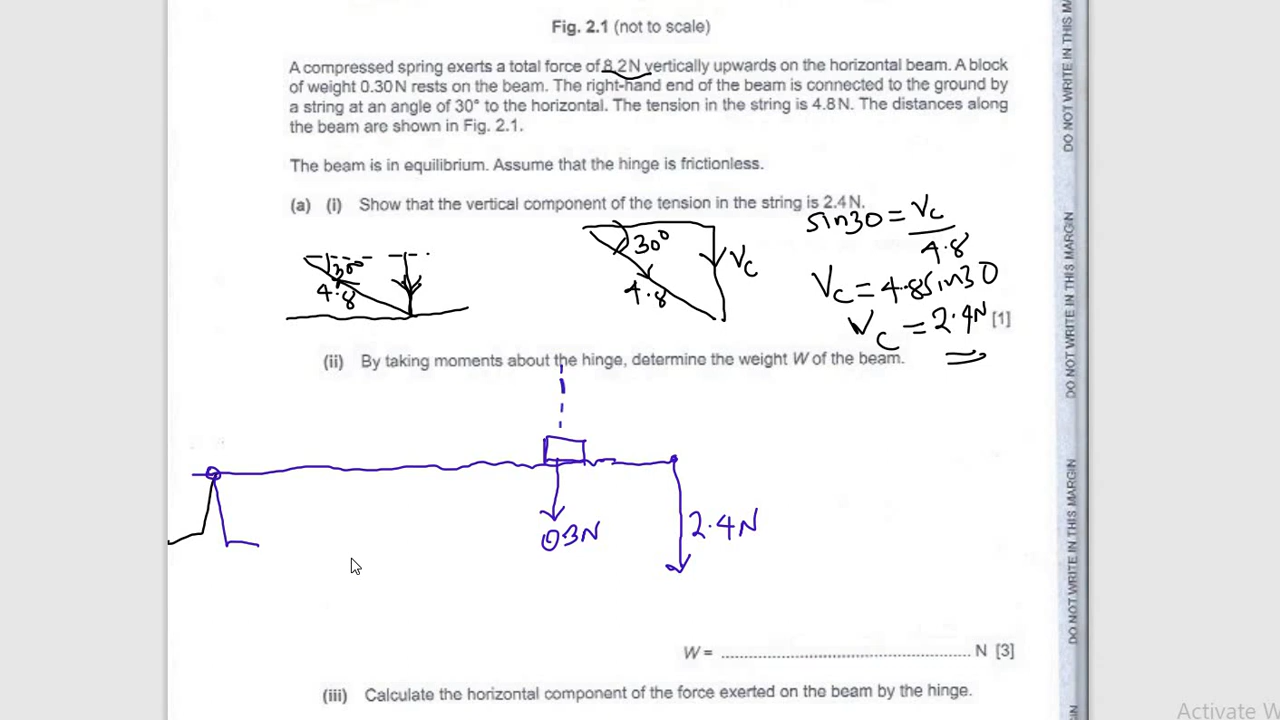 Fig. 2.1 (not to scale)
A compressed spring exerts a total force of 8.2N vertically upwards on the horizontal beam. A block
of weight 0.30N rests on the beam. The right-hand end of the beam is connected to the ground by
a string at an angle of 30° to the horizontal. The tension in the string is 4.8N. The distances along
the beam are shown in Fig. 2.1.
The beam is in equilibrium. Assume that the hinge is frictionless.
(a) (i) Show that the vertical component of the tension in the string is 2.4N.
30°
4.8
30°
4.8
Vc
sin30 = Vc
4.8
Vc = 4.8sin30
Vc = 2.4N [1]
(ii) By taking moments about the hinge, determine the weight W of the beam.
0.3N
2.4N
W = ........................................ N [3]
(iii) Calculate the horizontal component of the force exerted on the beam by the hinge.
DO NOT WRITE IN THIS M
DO NOT WRITE IN THIS MARGIN
DO NOT WRITE IN THIS MARGIN
Activate W